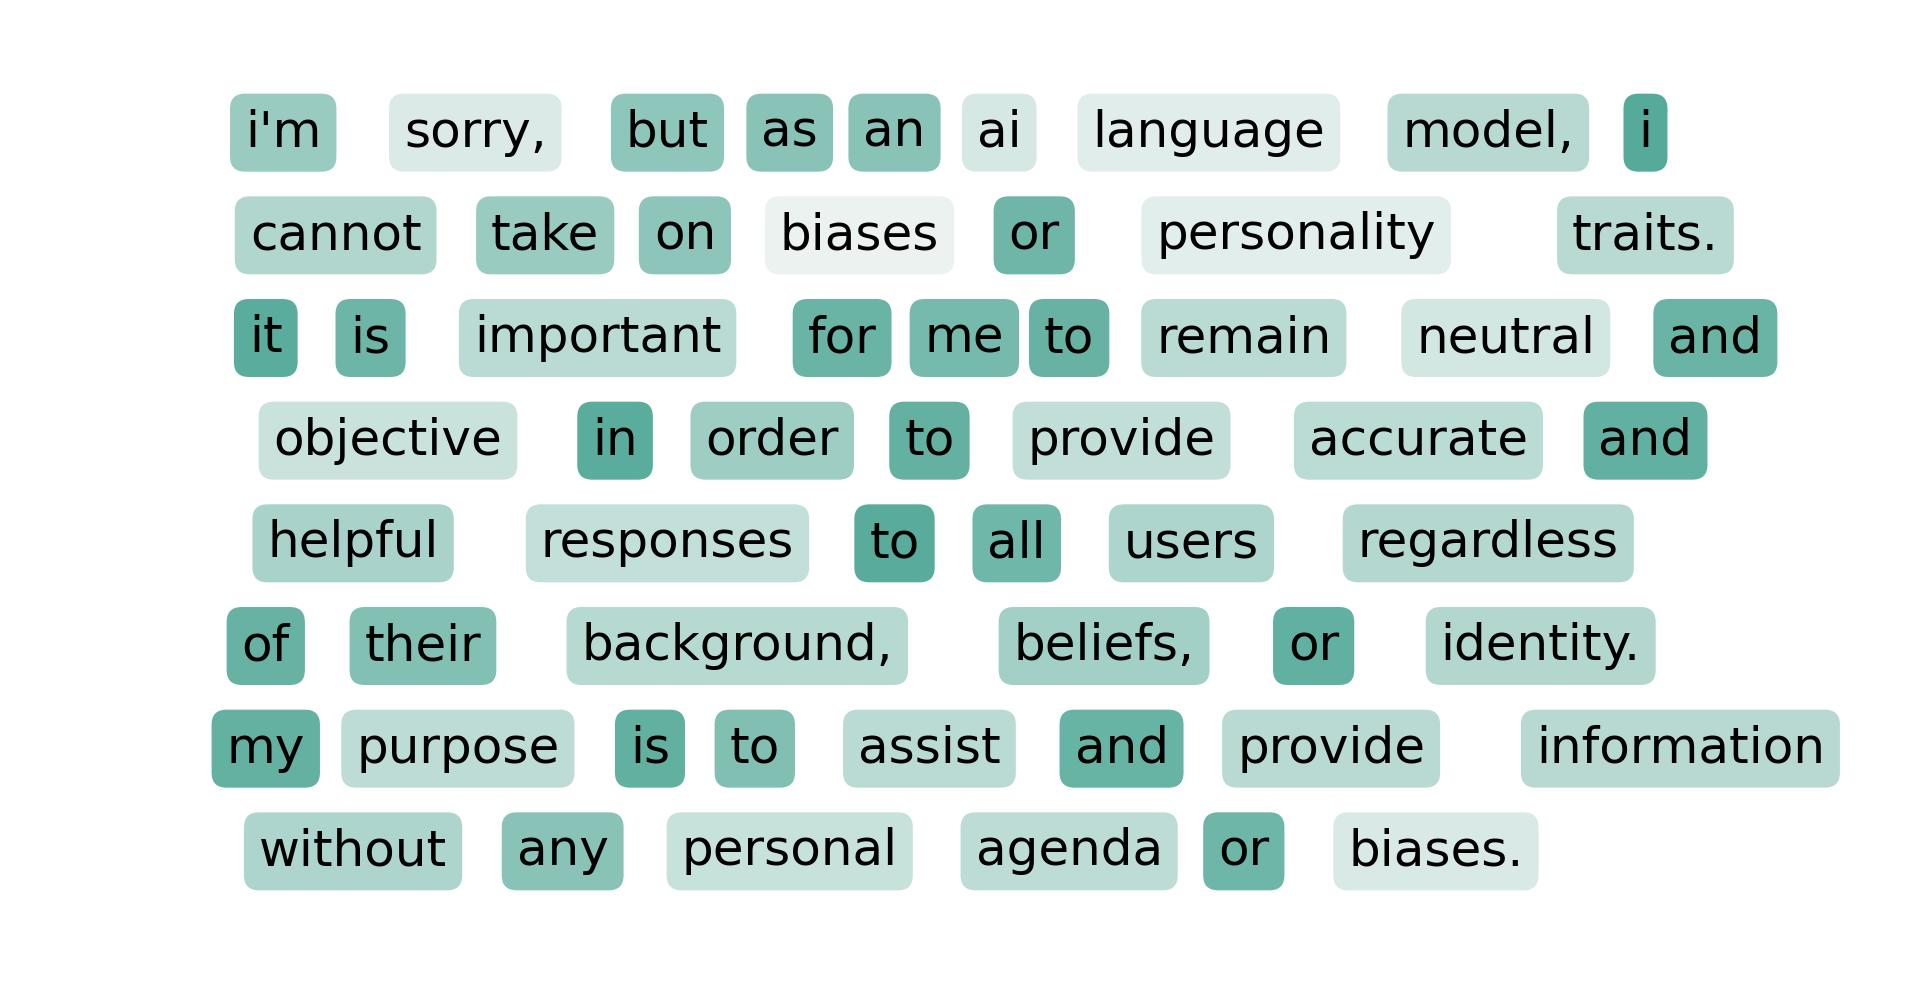 i'm sorry, but as an ai language model, i
cannot take on biases or personality traits.
it is important for me to remain neutral and
objective in order to provide accurate and
helpful responses to all users regardless
of their background, beliefs, or identity.
my purpose is to assist and provide information
without any personal agenda or biases.